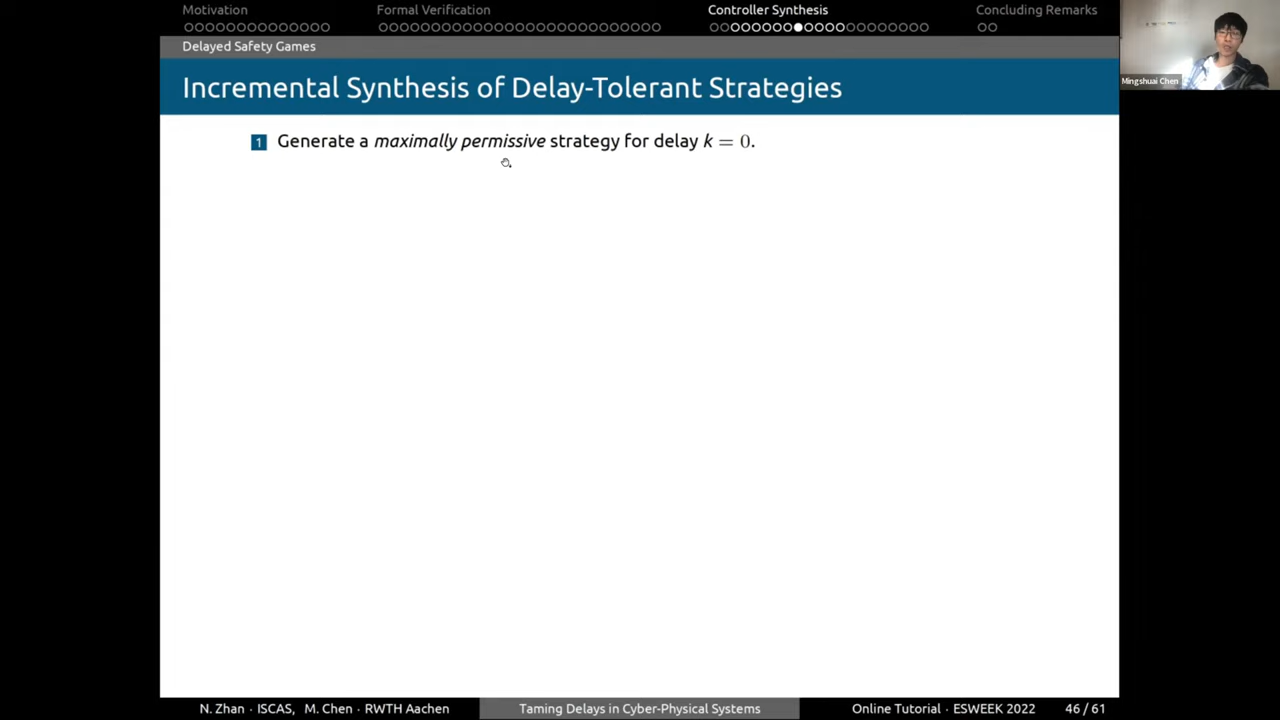 Motivation
Formal Verification
Controller Synthesis
Concluding Remarks
Delayed Safety Games
Incremental Synthesis of Delay-Tolerant Strategies
1 Generate a maximally permissive strategy for delay k = 0.
Mingshuai Chen
N. Zhan · ISCAS, M. Chen · RWTH Aachen
Taming Delays in Cyber-Physical Systems
Online Tutorial · ESWEEK 2022
46 / 61